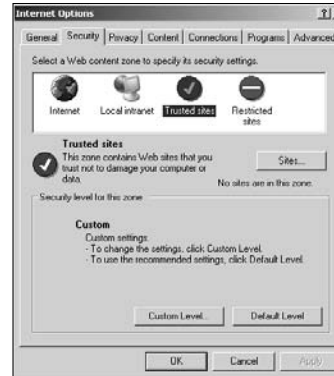 Internet Options
General Security Privacy Content Connections Programs Advanced
Select a Web content zone to specify its security settings.
Internet Local intranet Trusted sites Restricted
sites
Trusted sites
This zone contains Web sites that you
trust not to damage your computer or
data.
Sites...
No sites are in this zone.
Security level for this zone
Custom
Custom settings.
- To change the settings, click Custom Level.
- To use the recommended settings, click Default Level.
Custom Level... Default Level
OK Cancel Apply